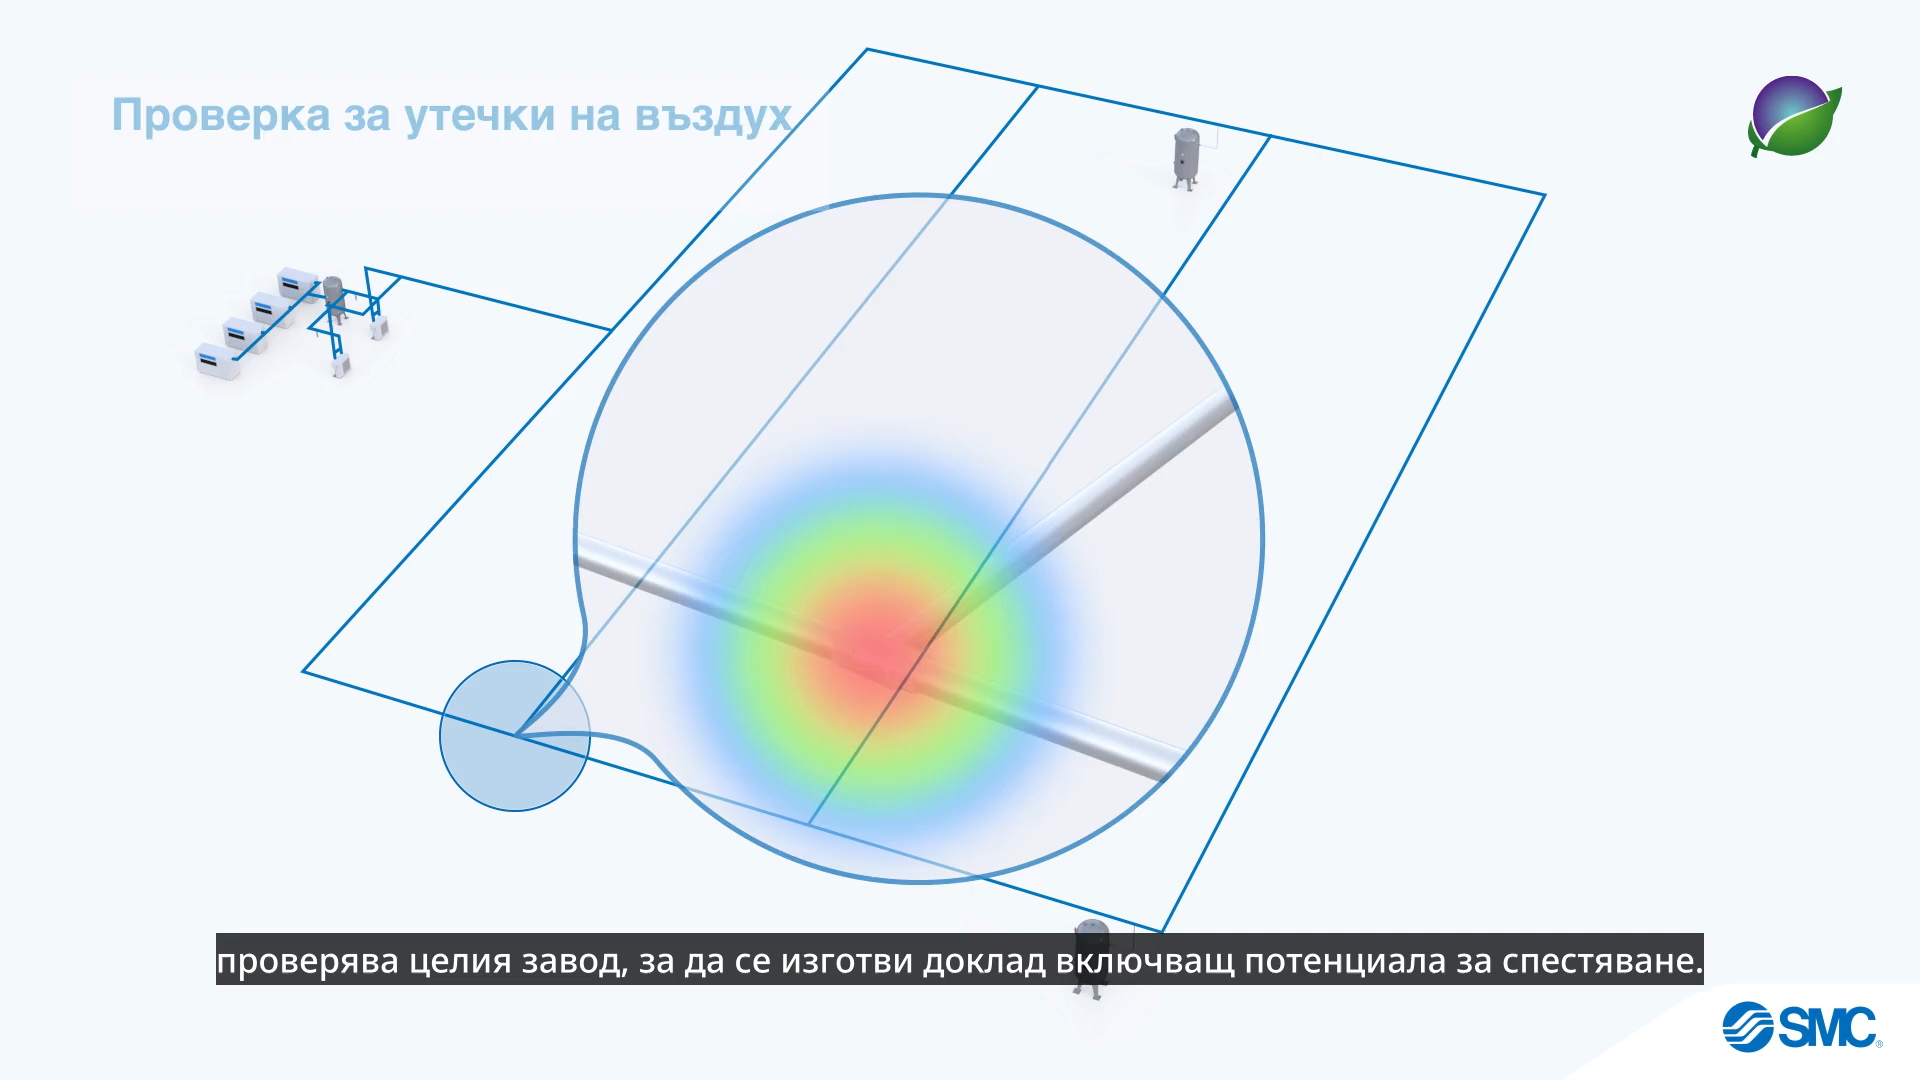 Проверка за утечки на въздух
проверява целия завод, за да се изготви доклад включващ потенциала за спестяване.
SMC®